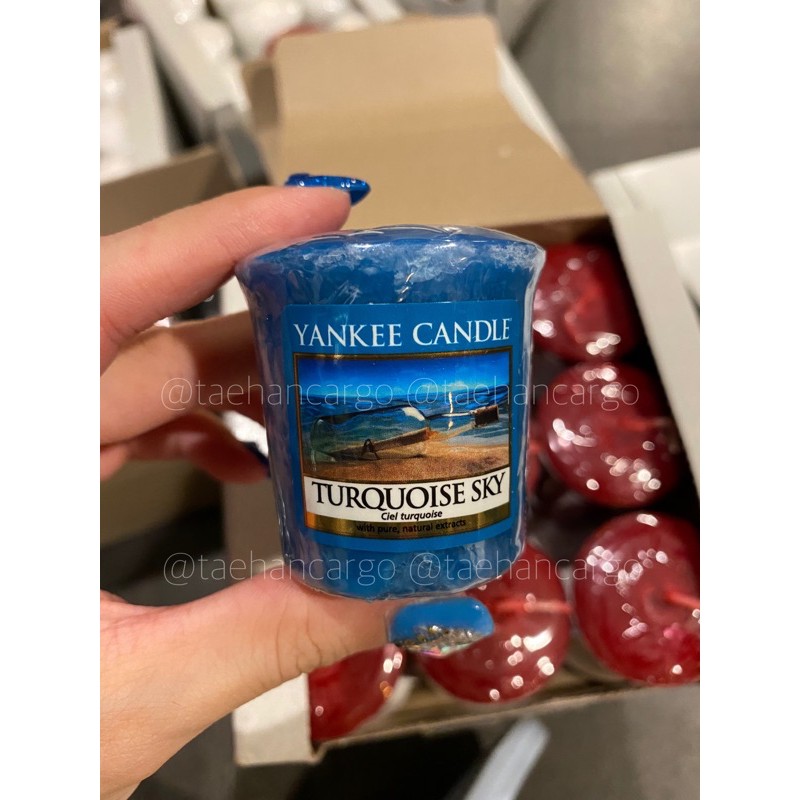 YANKEE CANDLE
@taehancargo @taehancargo
TURQUOISE SKY
Ciel turquoise
with pure, natural extracts
@taehancargo @taehancargo